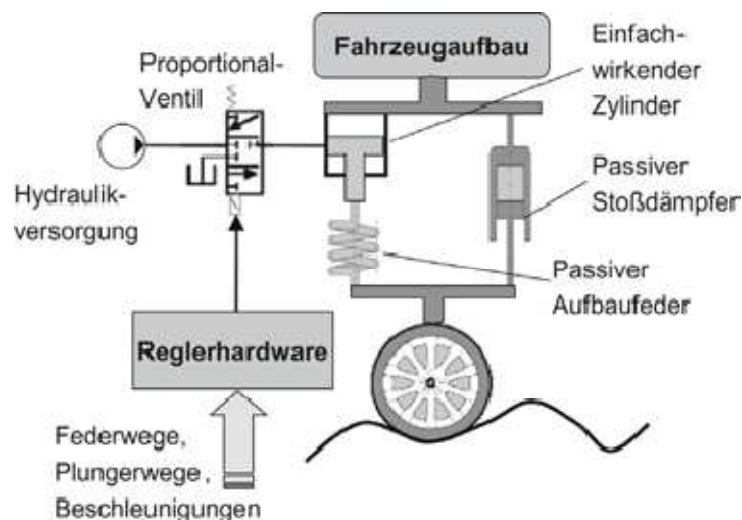 Fahrzeugaufbau
Einfach-
wirkender
Zylinder
Proportional-
Ventil
Hydraulik-
versorgung
Passiver
Stoßdämpfer
Passiver
Aufbaufeder
Reglerhardware
Federwege,
Plungerwege,
Beschleunigungen